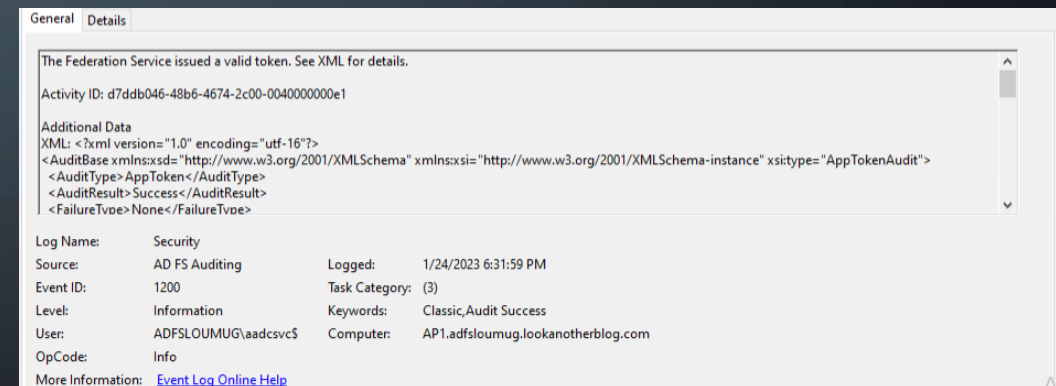 General Details
The Federation Service issued a valid token. See XML for details.
Activity ID: d7ddb046-48b6-4674-2c00-0040000000e1
Additional Data
XML: <?xml version="1.0" encoding="utf-16"?>
<AuditBase xmlns:xsd="http://www.w3.org/2001/XMLSchema" xmlns:xsi="http://www.w3.org/2001/XMLSchema-instance" xsi:type="AppTokenAudit">
<AuditType>AppToken</AuditType>
<AuditResult>Success</AuditResult>
<FailureType>None</FailureType>
Log Name: Security
Source: AD FS Auditing Logged: 1/24/2023 6:31:59 PM
Event ID: 1200 Task Category: (3)
Level: Information Keywords: Classic,Audit Success
User: ADFSLOUMUG\aadcsvc$ Computer: AP1.adfsloumug.lookanotherblog.com
OpCode: Info
More Information: Event Log Online Help